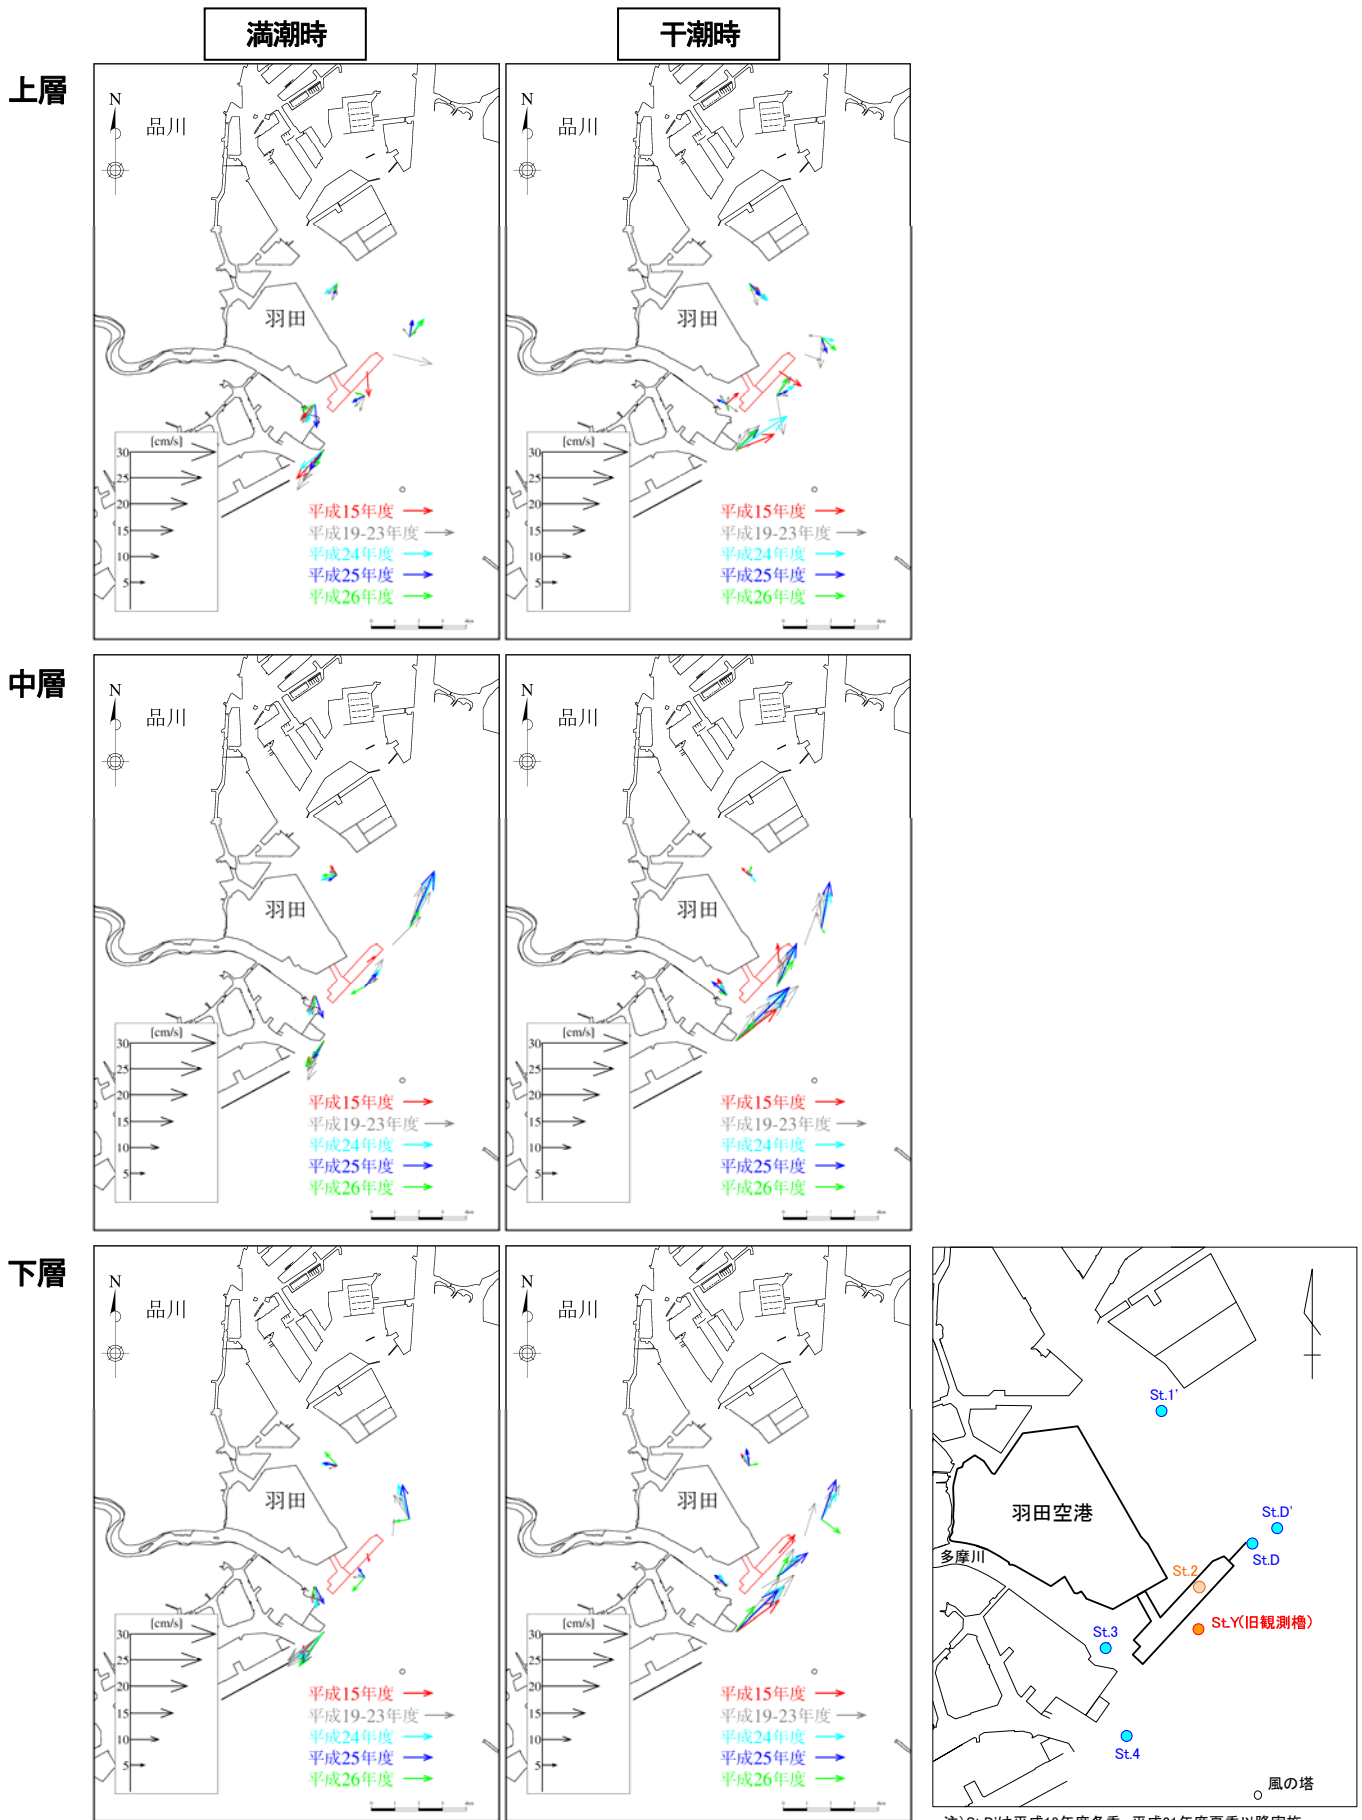 満潮時
干潮時
上層
N
品川
羽田
[cm/s]
30
25
20
15
10
5
平成15年度
平成19-23年度
平成24年度
平成25年度
平成26年度
N
品川
羽田
[cm/s]
30
25
20
15
10
5
平成15年度
平成19-23年度
平成24年度
平成25年度
平成26年度
中層
N
品川
羽田
[cm/s]
30
25
20
15
10
5
平成15年度
平成19-23年度
平成24年度
平成25年度
平成26年度
N
品川
羽田
[cm/s]
30
25
20
15
10
5
平成15年度
平成19-23年度
平成24年度
平成25年度
平成26年度
下層
N
品川
羽田
[cm/s]
30
25
20
15
10
5
平成15年度
平成19-23年度
平成24年度
平成25年度
平成26年度
N
品川
羽田
[cm/s]
30
25
20
15
10
5
平成15年度
平成19-23年度
平成24年度
平成25年度
平成26年度
St.1'
羽田空港
St.D'
St.D
多摩川
St.2
St.Y(旧観測櫓)
St.3
St.4
風の塔